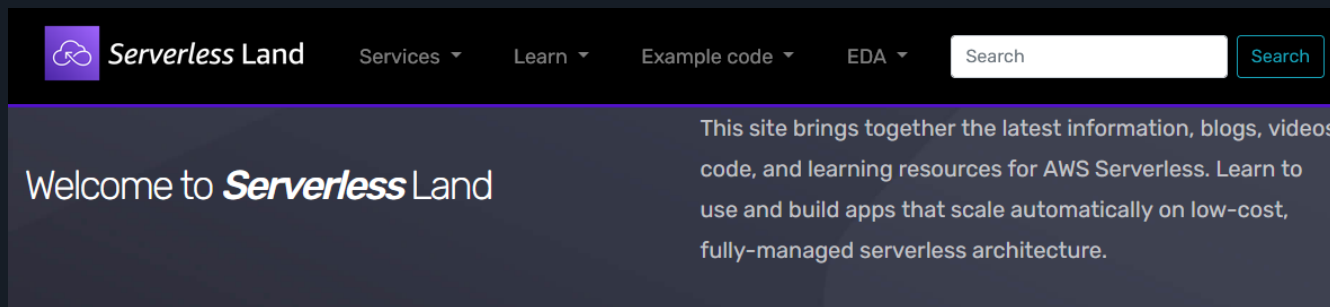 Serverless Land
Services
Learn
Example code
EDA
Search
Search
This site brings together the latest information, blogs, videos
code, and learning resources for AWS Serverless. Learn to
use and build apps that scale automatically on low-cost,
fully-managed serverless architecture.
Welcome to Serverless Land